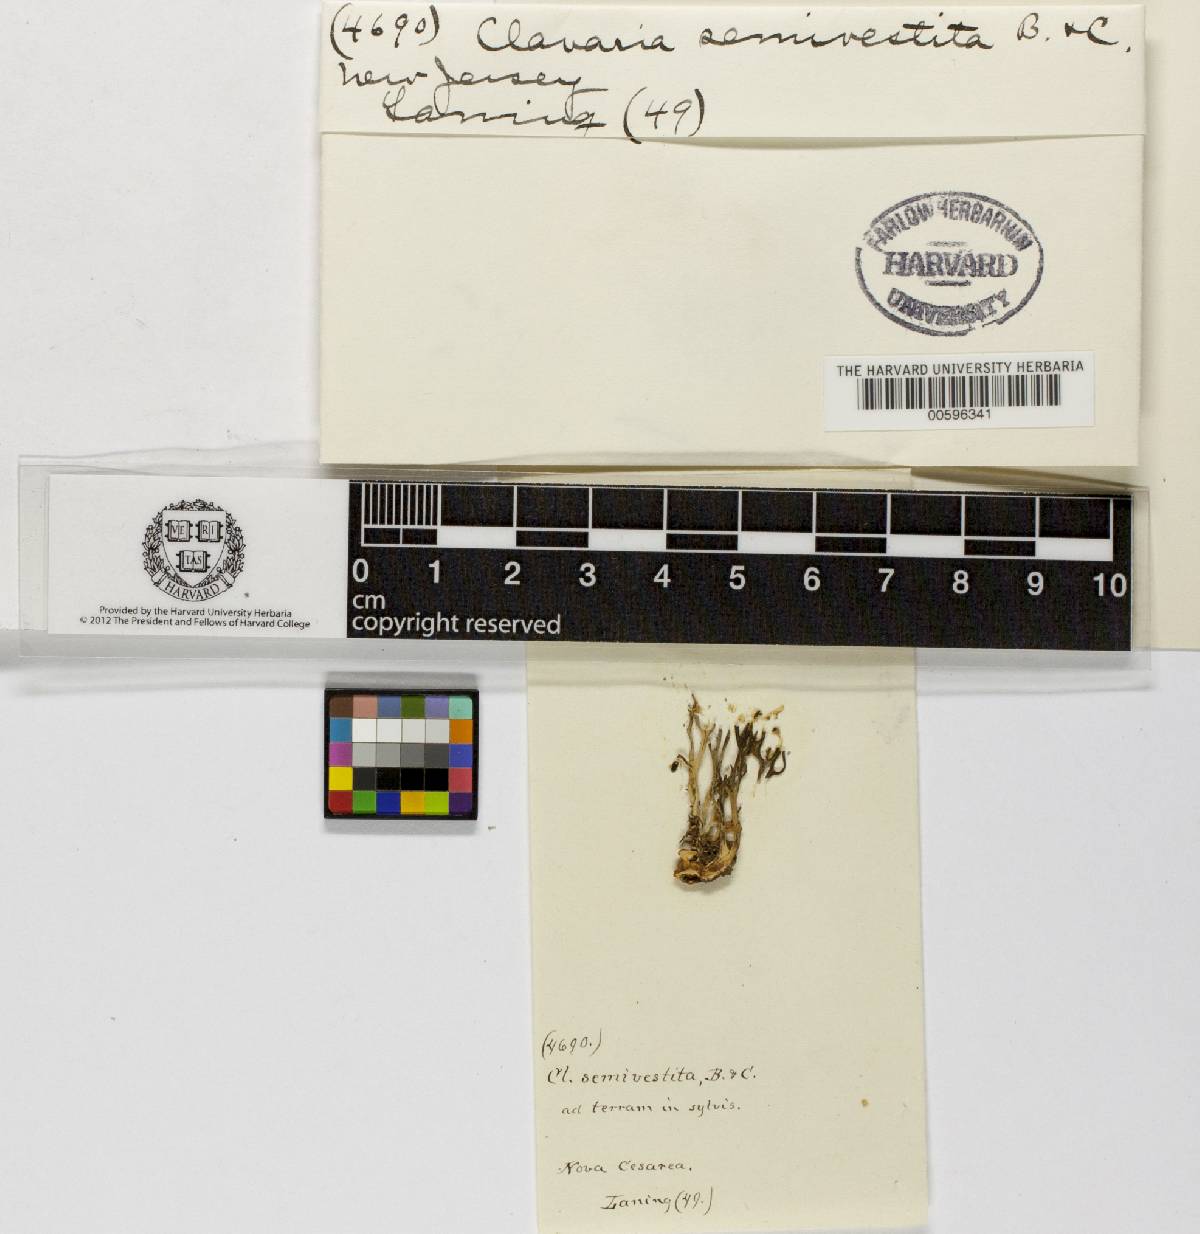 (4690) Clavaria semivestita B. & C.
New Jersey
Laning (49)
FARLOW HERBARIUM
HARVARD
UNIVERSITY
THE HARVARD UNIVERSITY HERBARIA
00596341
VE RI
TAS
HARVARD
Provided by the Harvard University Herbaria
© 2012 The President and Fellows of Harvard College
0 1 2 3 4 5 6 7 8 9 10
cm
copyright reserved
(4690.)
Cl. semivestita, B. & C.
ad terram in sylvis.
Nova Cesarea.
Laning (49.)